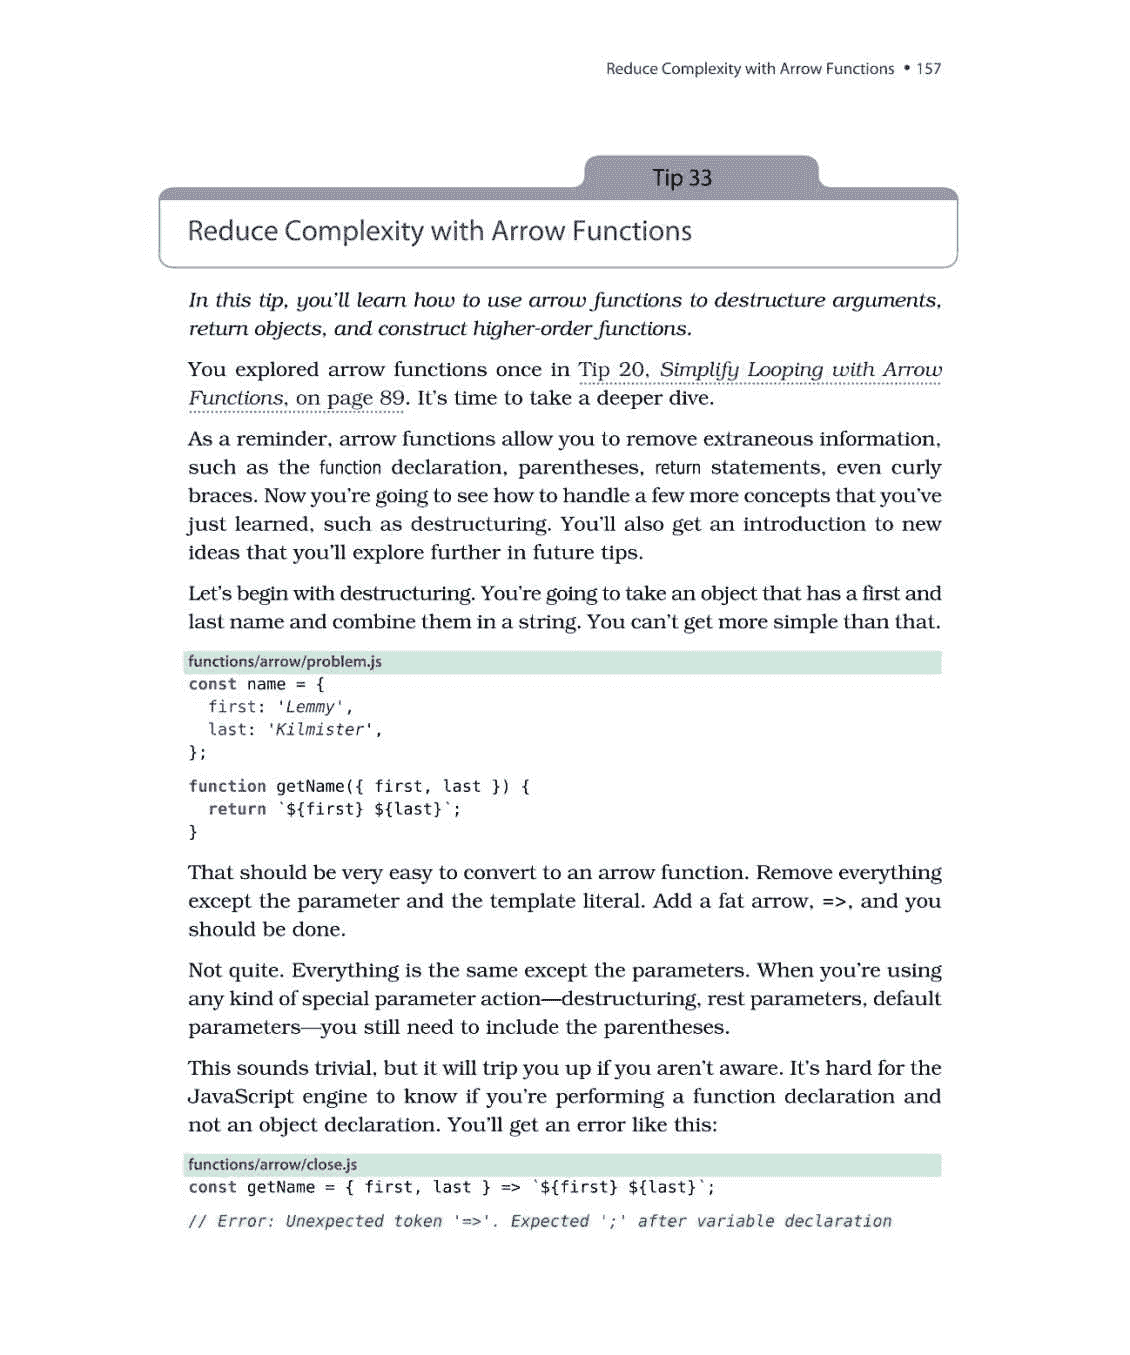 Reduce Complexity with Arrow Functions • 157
Tip 33
Reduce Complexity with Arrow Functions
In this tip, you'll learn how to use arrow functions to destructure arguments,
return objects, and construct higher-order functions.
You explored arrow functions once in Tip 20, Simplify Looping with Arrow
Functions, on page 89. It's time to take a deeper dive.
As a reminder, arrow functions allow you to remove extraneous information,
such as the function declaration, parentheses, return statements, even curly
braces. Now you're going to see how to handle a few more concepts that you've
just learned, such as destructuring. You'll also get an introduction to new
ideas that you'll explore further in future tips.
Let's begin with destructuring. You're going to take an object that has a first and
last name and combine them in a string. You can't get more simple than that.
functions/arrow/problem.js
const name = {
  first: 'Lemmy',
  last: 'Kilmister',
};
function getName({ first, last }) {
  return `${first} ${last}`;
}
That should be very easy to convert to an arrow function. Remove everything
except the parameter and the template literal. Add a fat arrow, =>, and you
should be done.
Not quite. Everything is the same except the parameters. When you're using
any kind of special parameter action—destructuring, rest parameters, default
parameters—you still need to include the parentheses.
This sounds trivial, but it will trip you up if you aren't aware. It's hard for the
JavaScript engine to know if you're performing a function declaration and
not an object declaration. You'll get an error like this:
functions/arrow/close.js
const getName = { first, last } => `${first} ${last}`;
// Error: Unexpected token '=>'. Expected ';' after variable declaration